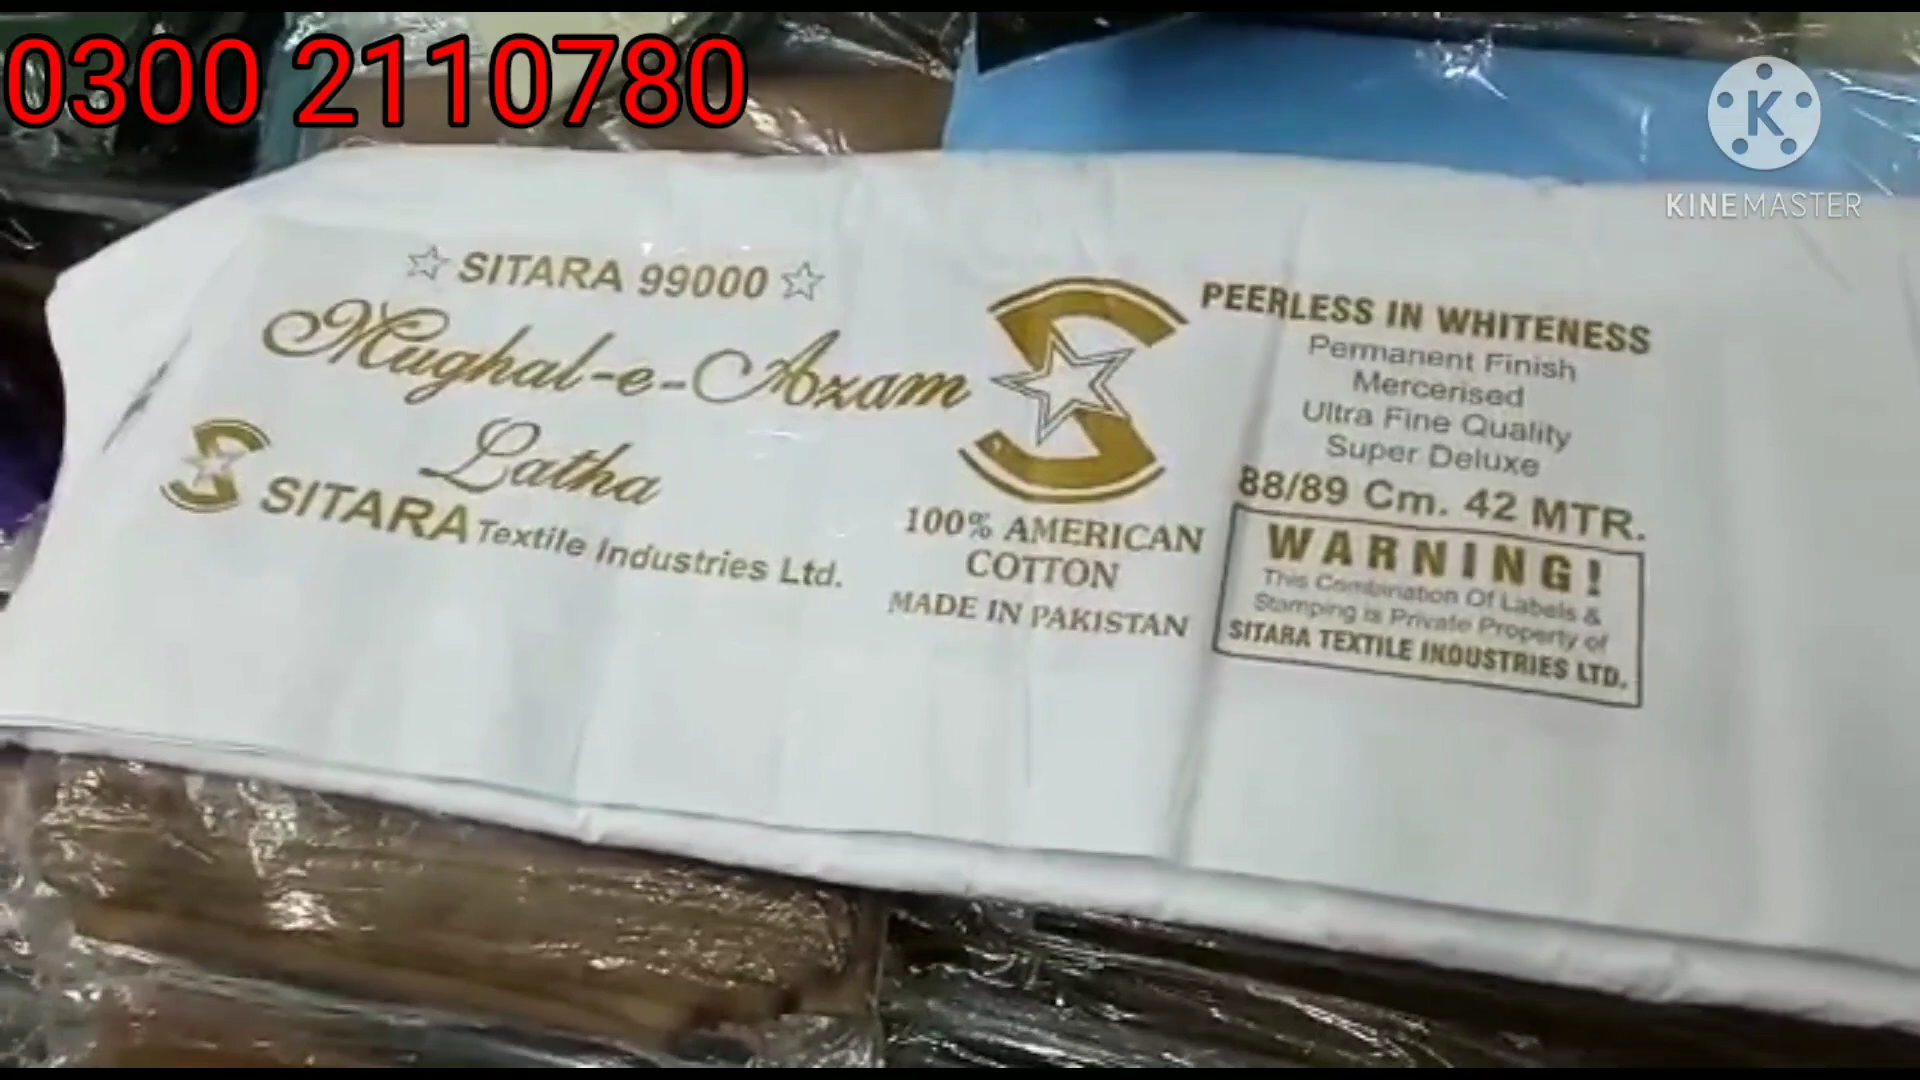 0300 2110780
K
KINEMASTER
☆ SITARA 99000 ☆
Mughal-e-Azam
Latha
SITARA Textile Industries Ltd.
100% AMERICAN
COTTON
MADE IN PAKISTAN
PEERLESS IN WHITENESS
Permanent Finish
Mercerised
Ultra Fine Quality
Super Deluxe
88/89 Cm. 42 MTR.
WARNING!
This Combination Of Labels &
Stamping is Private Property of
SITARA TEXTILE INDUSTRIES LTD.